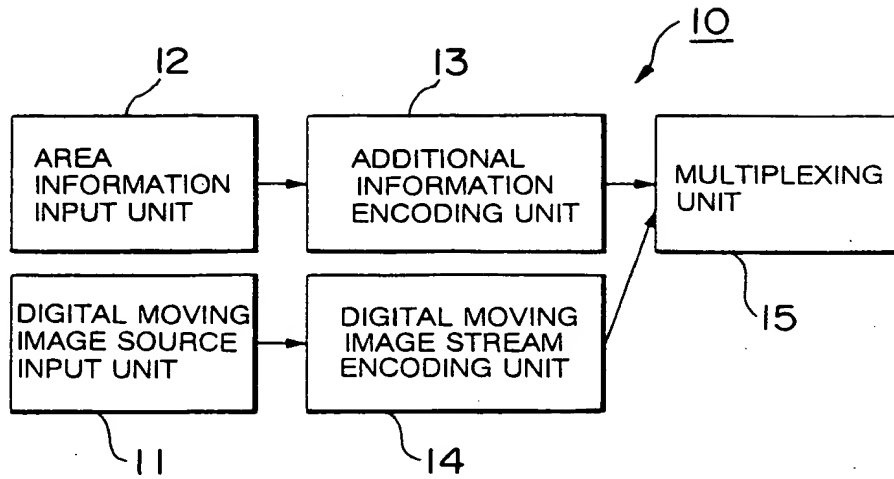 10
12
13
AREA
INFORMATION
INPUT UNIT
ADDITIONAL
INFORMATION
ENCODING UNIT
MULTIPLEXING
UNIT
DIGITAL MOVING
IMAGE SOURCE
INPUT UNIT
DIGITAL MOVING
IMAGE STREAM
ENCODING UNIT
15
11
14